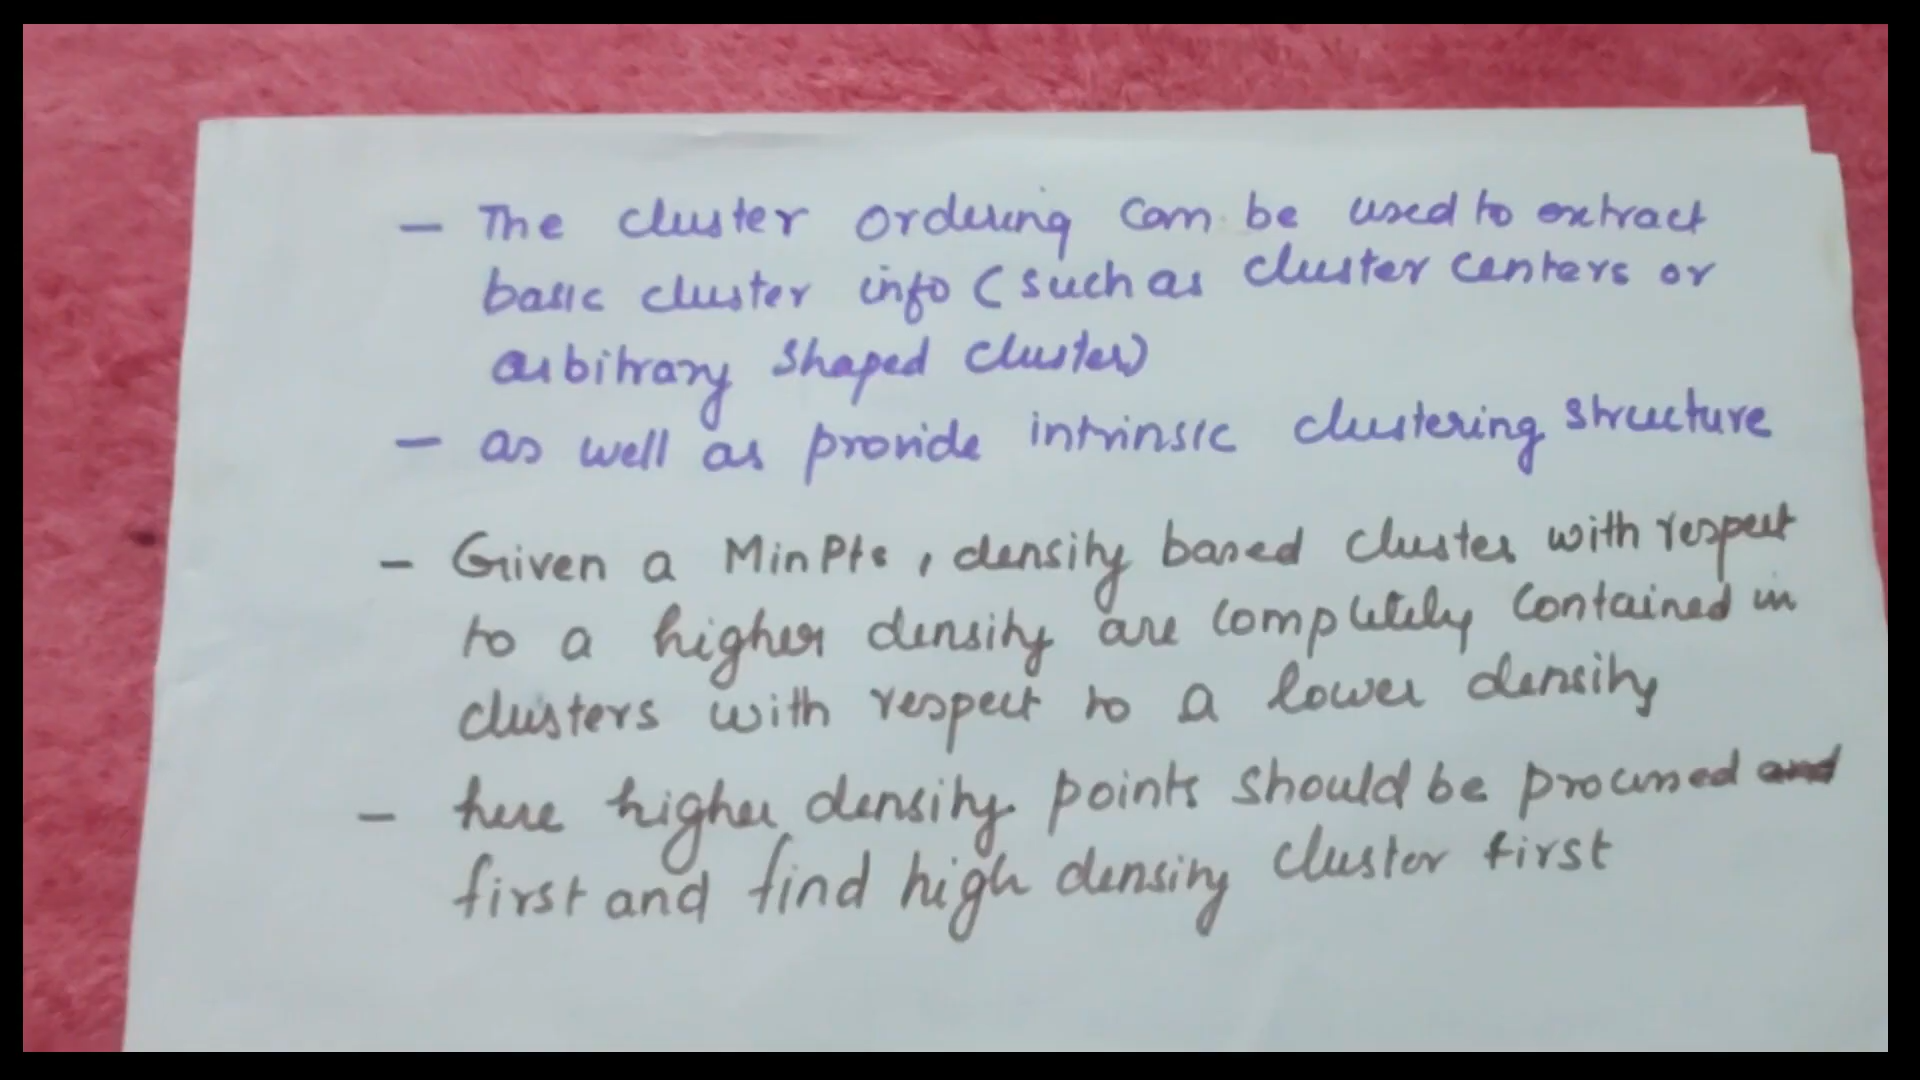 - The cluster ordering can be used to extract
basic cluster info (such as cluster centers or
arbitrary shaped cluster)
- as well as provide intrinsic clustering structure
- Given a MinPts, density based cluster with respect
to a higher density are completely contained in
clusters with respect to a lower density
- here higher density points should be processed
first and find high density cluster first